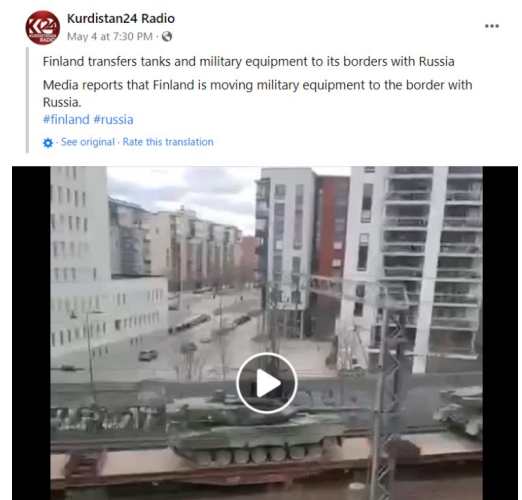 Kurdistan24 Radio
May 4 at 7:30 PM ·
Finland transfers tanks and military equipment to its borders with Russia
Media reports that Finland is moving military equipment to the border with
Russia.
#finland #russia
· See original · Rate this translation